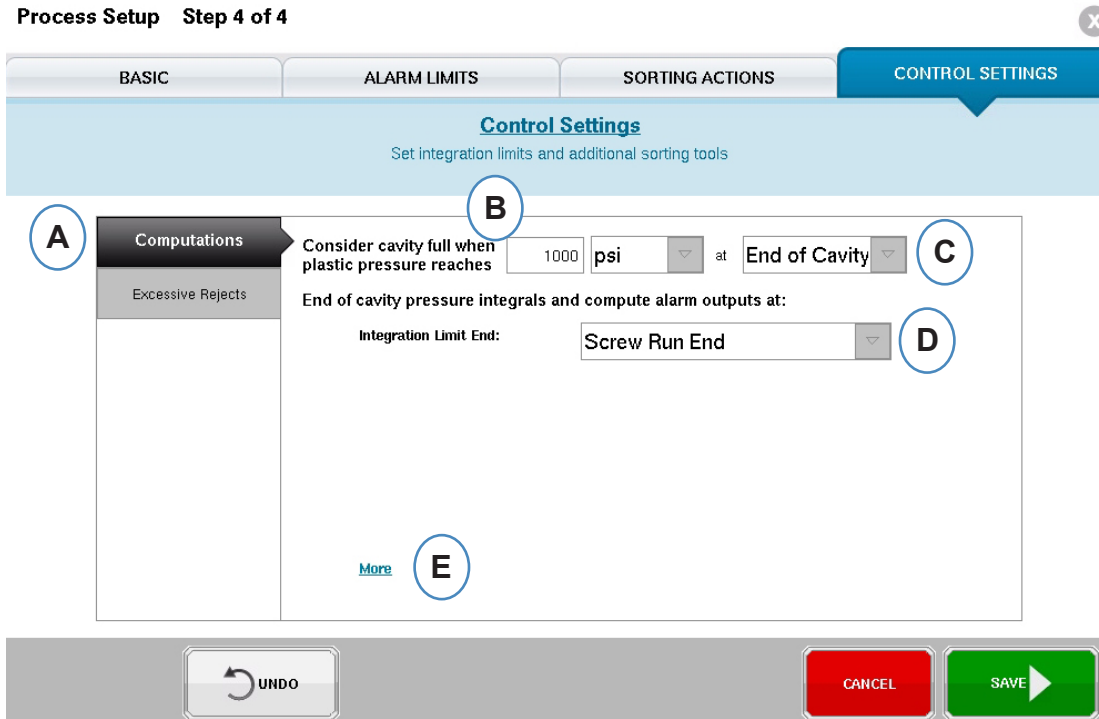 Process Setup Step 4 of 4
X
BASIC
ALARM LIMITS
SORTING ACTIONS
CONTROL SETTINGS
Control Settings
Set integration limits and additional sorting tools
A
B
Computations
Excessive Rejects
Consider cavity full when
plastic pressure reaches
1000 psi at End of Cavity
C
End of cavity pressure integrals and compute alarm outputs at:
Integration Limit End:
Screw Run End
D
More
E
UNDO
CANCEL
SAVE